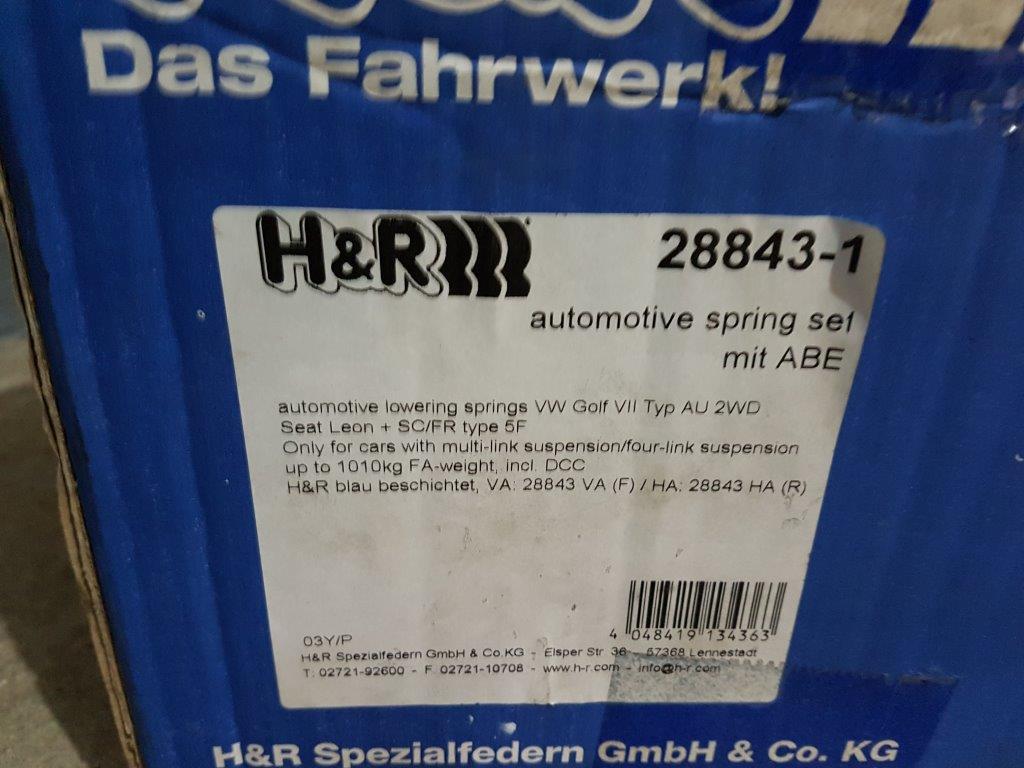 Das Fahrwerk!
H&R
28843-1
automotive spring set
mit ABE
automotive lowering springs VW Golf VII Typ AU 2WD
Seat Leon + SC/FR type 5F
Only for cars with multi-link suspension/four-link suspension
up to 1010kg FA-weight, incl. DCC
H&R blau beschichtet, VA: 28843 VA (F) / HA: 28843 HA (R)
4 048419 134363
03Y/P
H&R Spezialfedern GmbH & Co.KG - Elsper Str 36 - 57368 Lennestadt
T: 02721-92600 - F 02721-10708 - www.h-r.com - info@h-r.com
H&R Spezialfedern GmbH & Co. KG